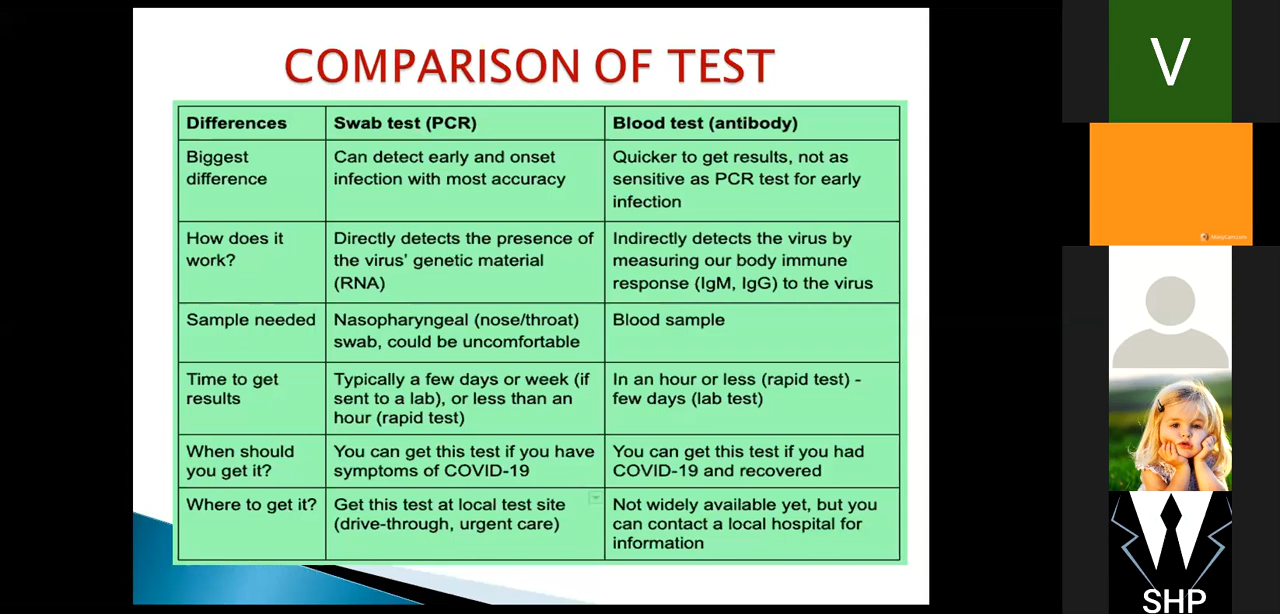 COMPARISON OF TEST
Differences
Swab test (PCR)
Blood test (antibody)
Biggest
difference
Can detect early and onset
infection with most accuracy
Quicker to get results, not as
sensitive as PCR test for early
infection
How does it
work?
Directly detects the presence of
the virus' genetic material
(RNA)
Indirectly detects the virus by
measuring our body immune
response (IgM, IgG) to the virus
Sample needed
Nasopharyngeal (nose/throat)
swab, could be uncomfortable
Blood sample
Time to get
results
Typically a few days or week (if
sent to a lab), or less than an
hour (rapid test)
In an hour or less (rapid test) -
few days (lab test)
When should
you get it?
You can get this test if you have
symptoms of COVID-19
You can get this test if you had
COVID-19 and recovered
Where to get it?
Get this test at local test site
(drive-through, urgent care)
Not widely available yet, but you
can contact a local hospital for
information
V
SHP